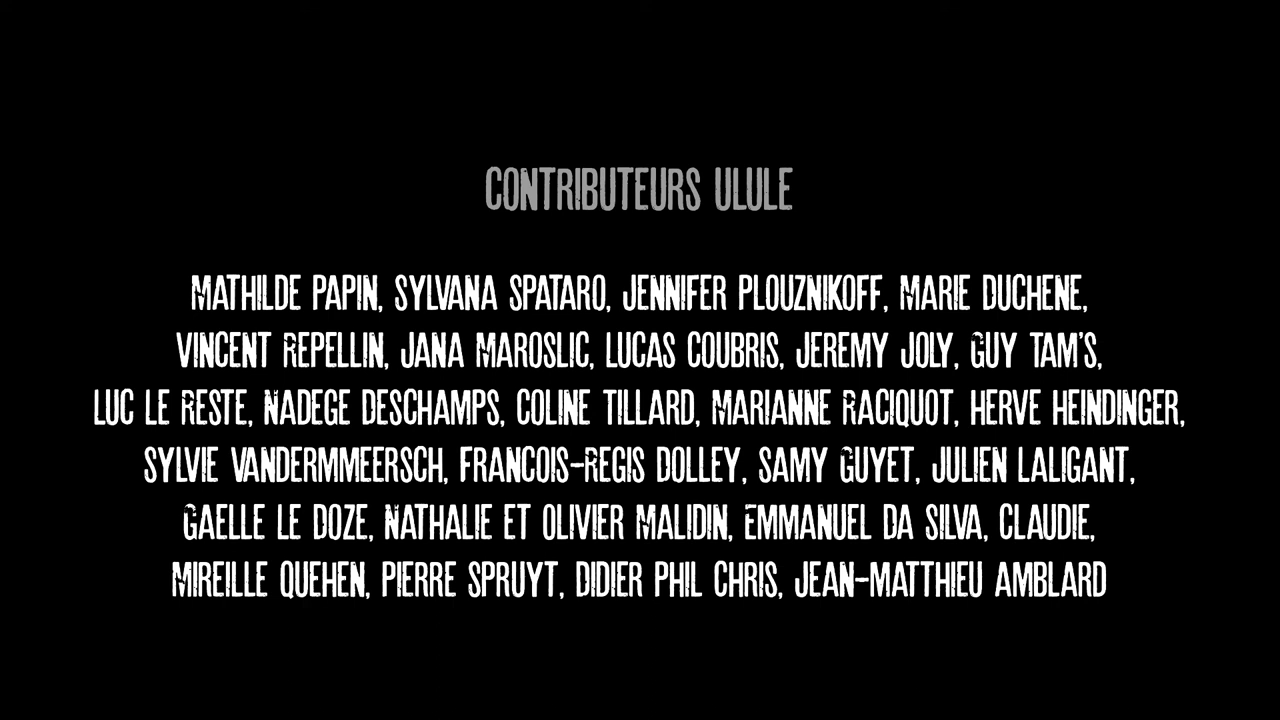 CONTRIBUTEURS ULULE
MATHILDE PAPIN, SYLVANA SPATARO, JENNIFER PLOUZNIKOFF, MARIE DUCHENE,
VINCENT REPELLIN, JANA MAROSLIC, LUCAS COUBRIS, JEREMY JOLY, GUY TAM'S,
LUC LE RESTE, NADEGE DESCHAMPS, COLINE TILLARD, MARIANNE RACIQUOT, HERVE HEINDINGER,
SYLVIE VANDERMMEERSCH, FRANCOIS-REGIS DOLLEY, SAMY GUYET, JULIEN LALIGANT,
GAELLE LE DOZE, NATHALIE ET OLIVIER MALIDIN, EMMANUEL DA SILVA, CLAUDIE,
MIREILLE QUEHEN, PIERRE SPRUYT, DIDIER PHIL CHRIS, JEAN-MATTHIEU AMBLARD